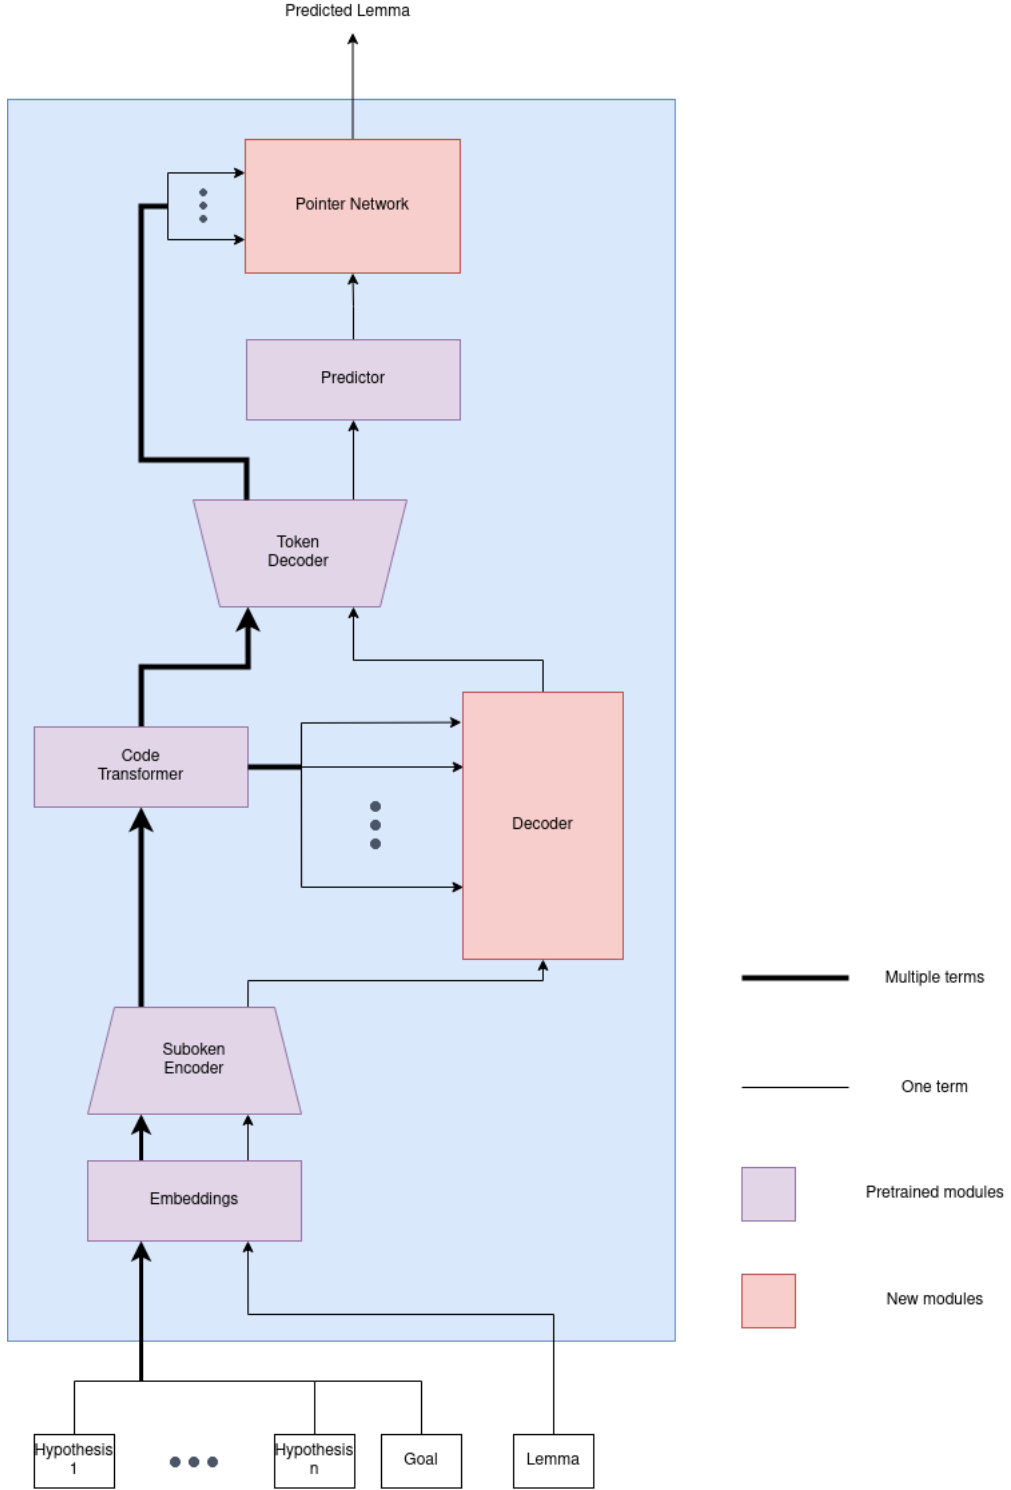 Predicted Lemma
Pointer Network
Predictor
Token
Decoder
Code
Transformer
Decoder
Suboken
Encoder
Embeddings
Hypothesis
1
Hypothesis
n
Goal
Lemma
Multiple terms
One term
Pretrained modules
New modules